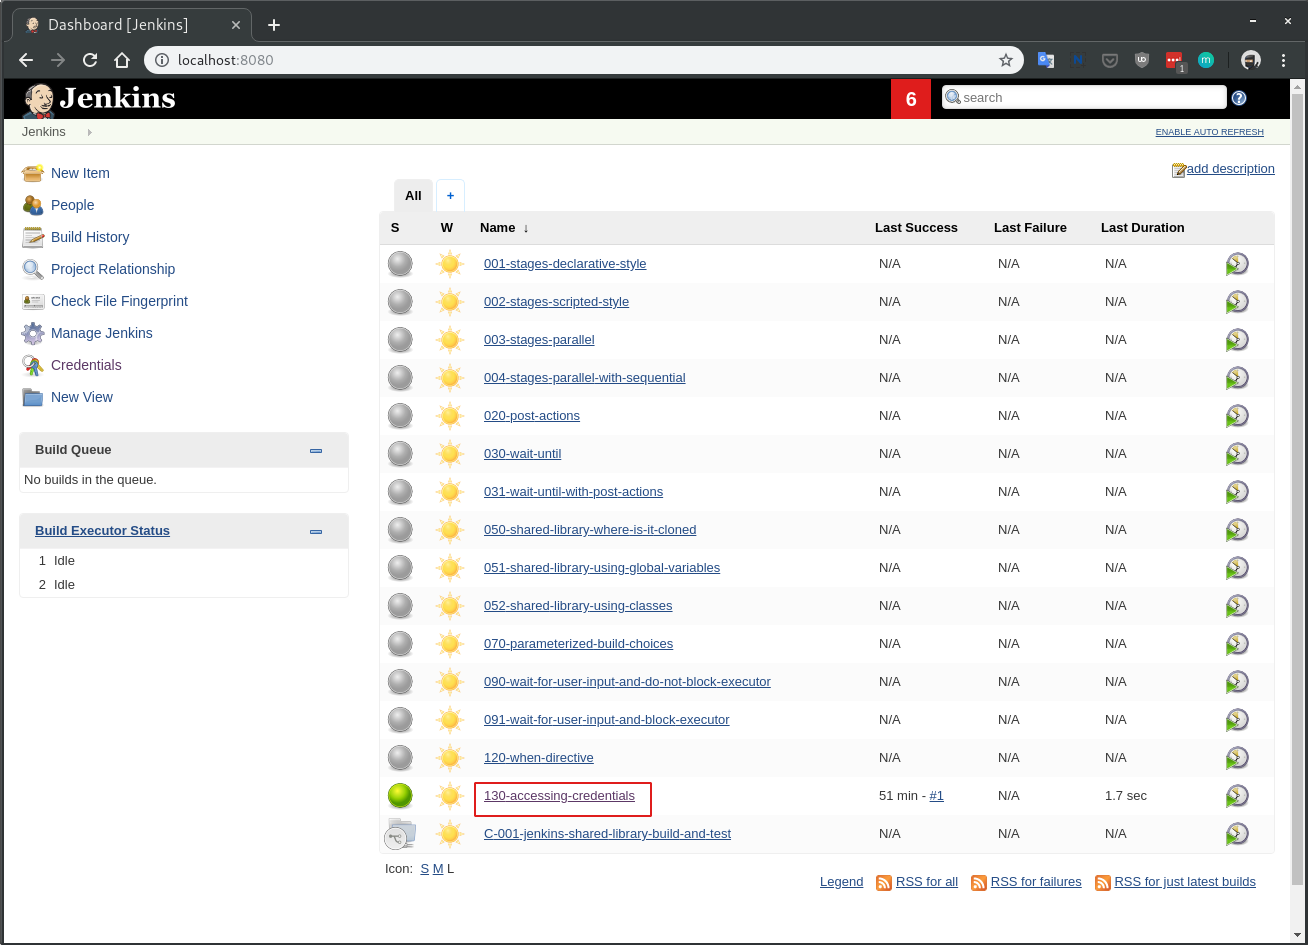 Dashboard [Jenkins]
localhost:8080
UD
1
m
Jenkins
6
search
?
Jenkins
ENABLE AUTO REFRESH
New Item
People
Build History
Project Relationship
Check File Fingerprint
Manage Jenkins
Credentials
New View
Build Queue
No builds in the queue.
Build Executor Status
1 Idle
2 Idle
add description
All +
S W Name ↓ Last Success Last Failure Last Duration
001-stages-declarative-style N/A N/A N/A
002-stages-scripted-style N/A N/A N/A
003-stages-parallel N/A N/A N/A
004-stages-parallel-with-sequential N/A N/A N/A
020-post-actions N/A N/A N/A
030-wait-until N/A N/A N/A
031-wait-until-with-post-actions N/A N/A N/A
050-shared-library-where-is-it-cloned N/A N/A N/A
051-shared-library-using-global-variables N/A N/A N/A
052-shared-library-using-classes N/A N/A N/A
070-parameterized-build-choices N/A N/A N/A
090-wait-for-user-input-and-do-not-block-executor N/A N/A N/A
091-wait-for-user-input-and-block-executor N/A N/A N/A
120-when-directive N/A N/A N/A
130-accessing-credentials 51 min - #1 N/A 1.7 sec
C-001-jenkins-shared-library-build-and-test N/A N/A N/A
Icon: S M L
Legend RSS for all RSS for failures RSS for just latest builds